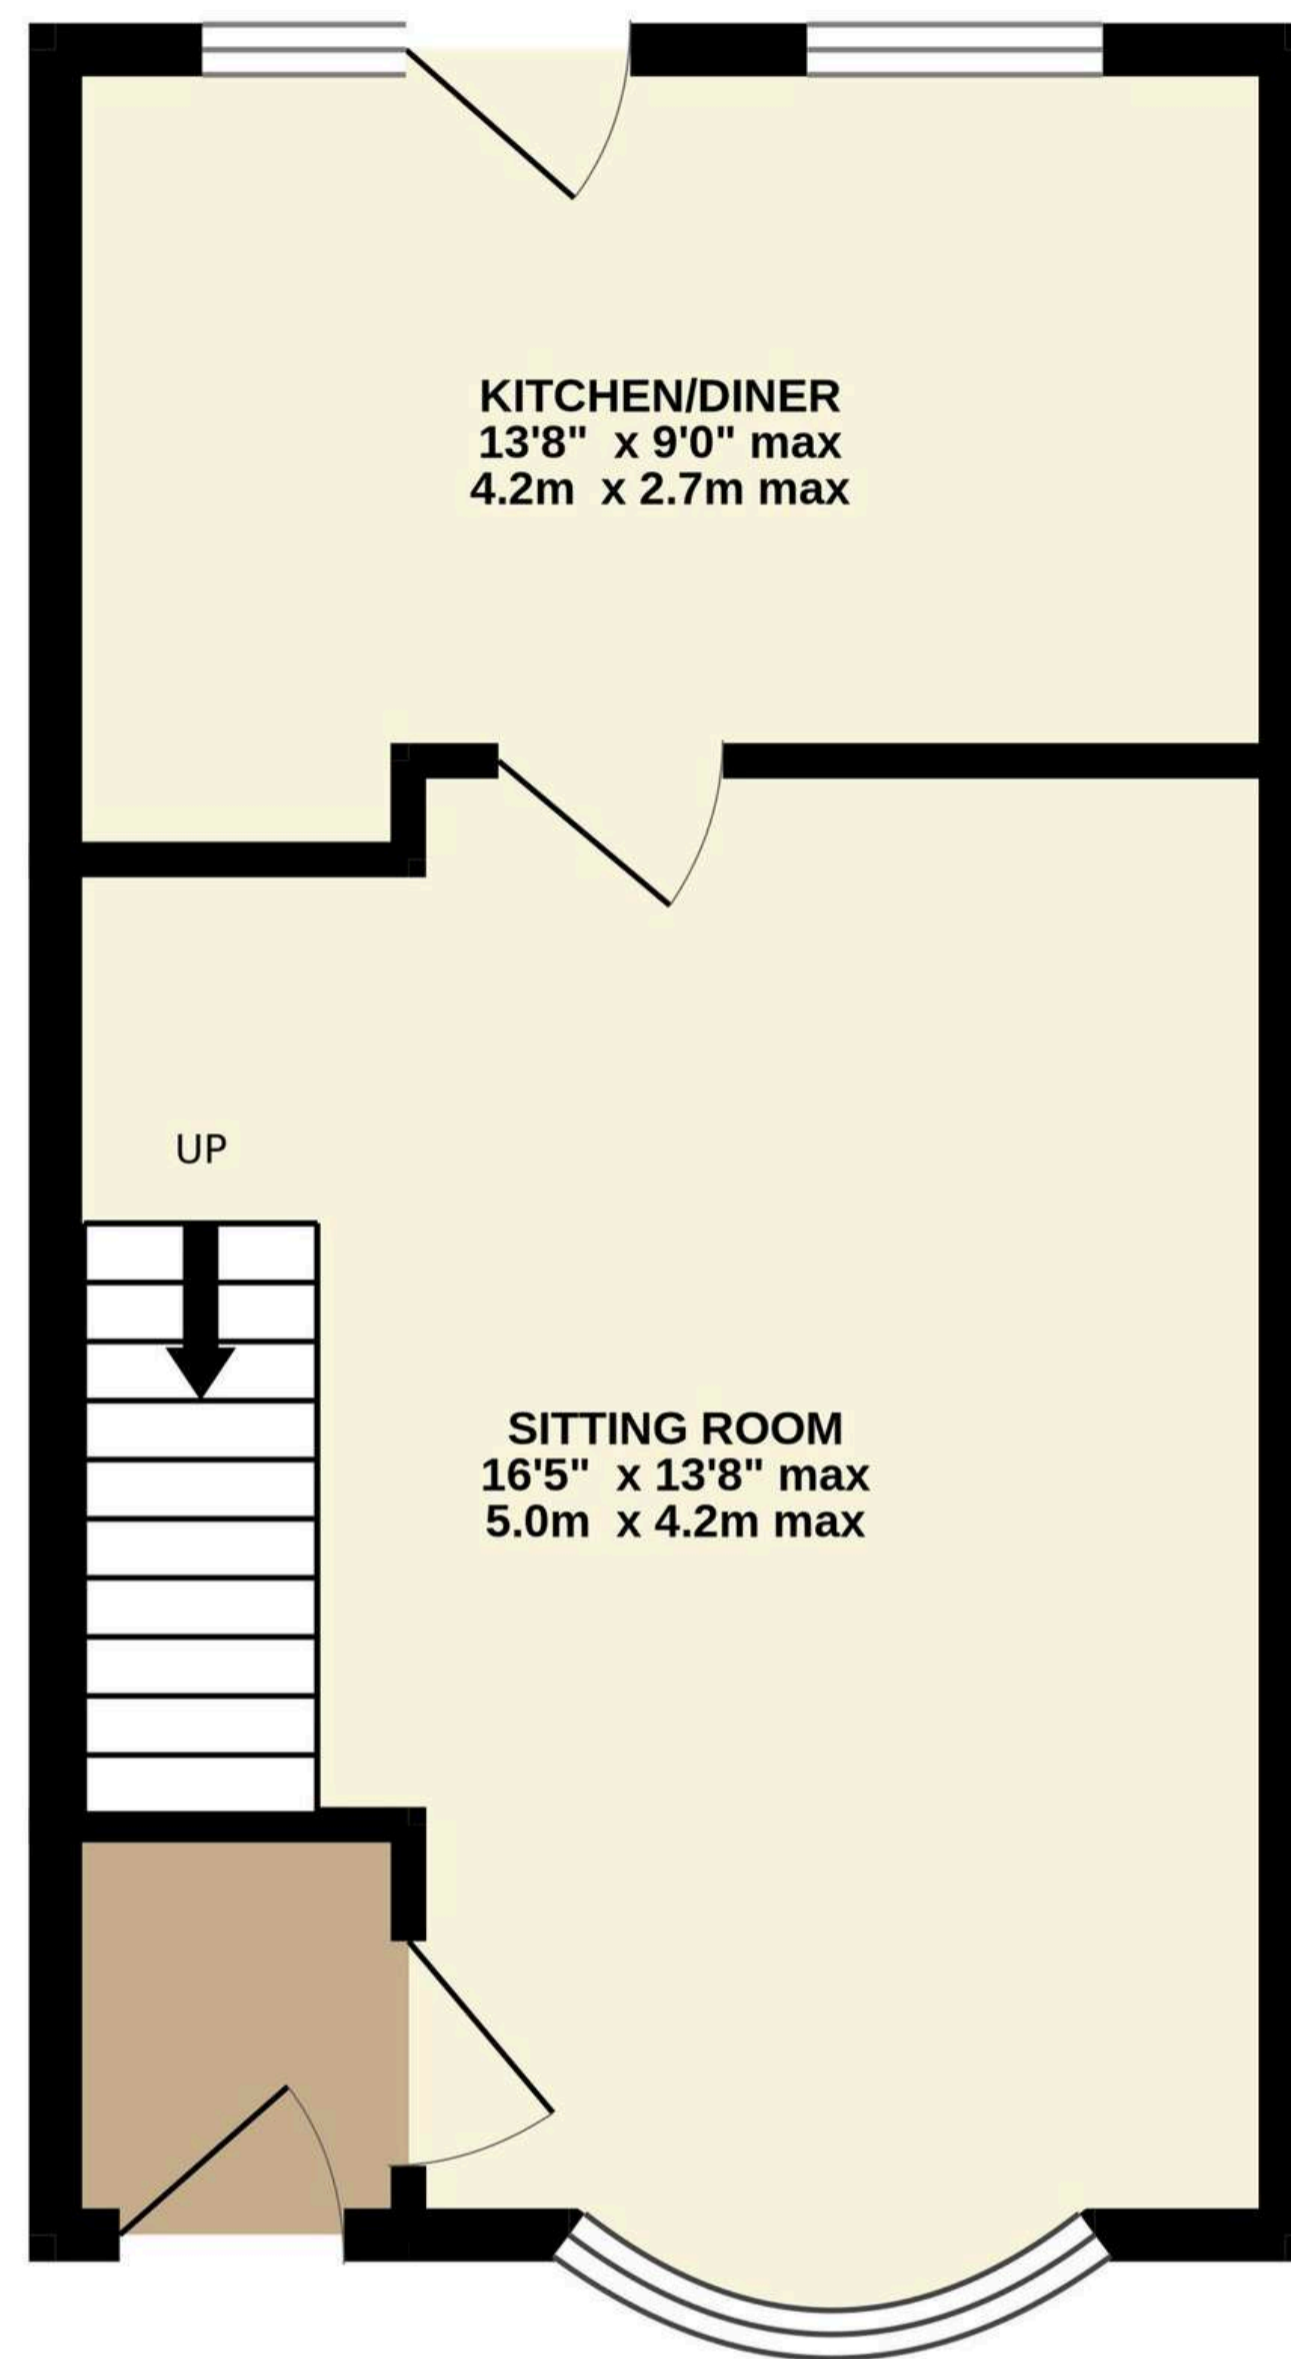 KITCHEN/DINER
13'8" x 9'0" max
4.2m x 2.7m max
UP
SITTING ROOM
16'5" x 13'8" max
5.0m x 4.2m max